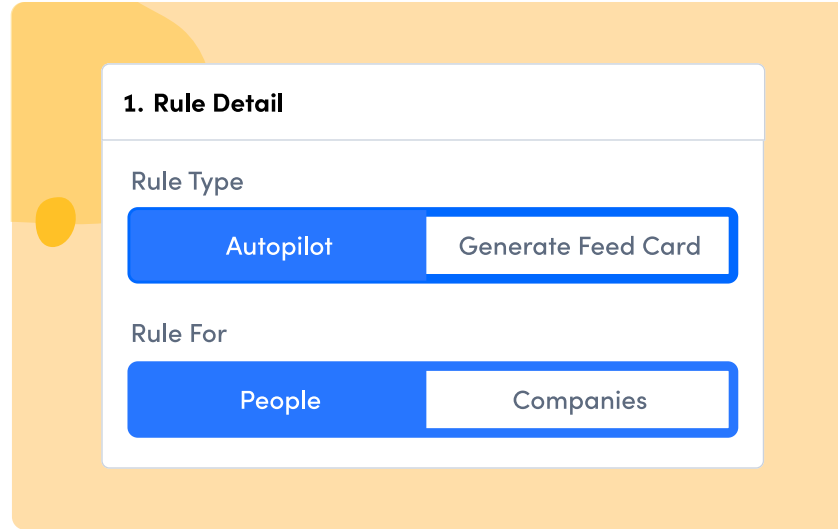 1. Rule Detail
Rule Type
Autopilot Generate Feed Card
Rule For
People Companies